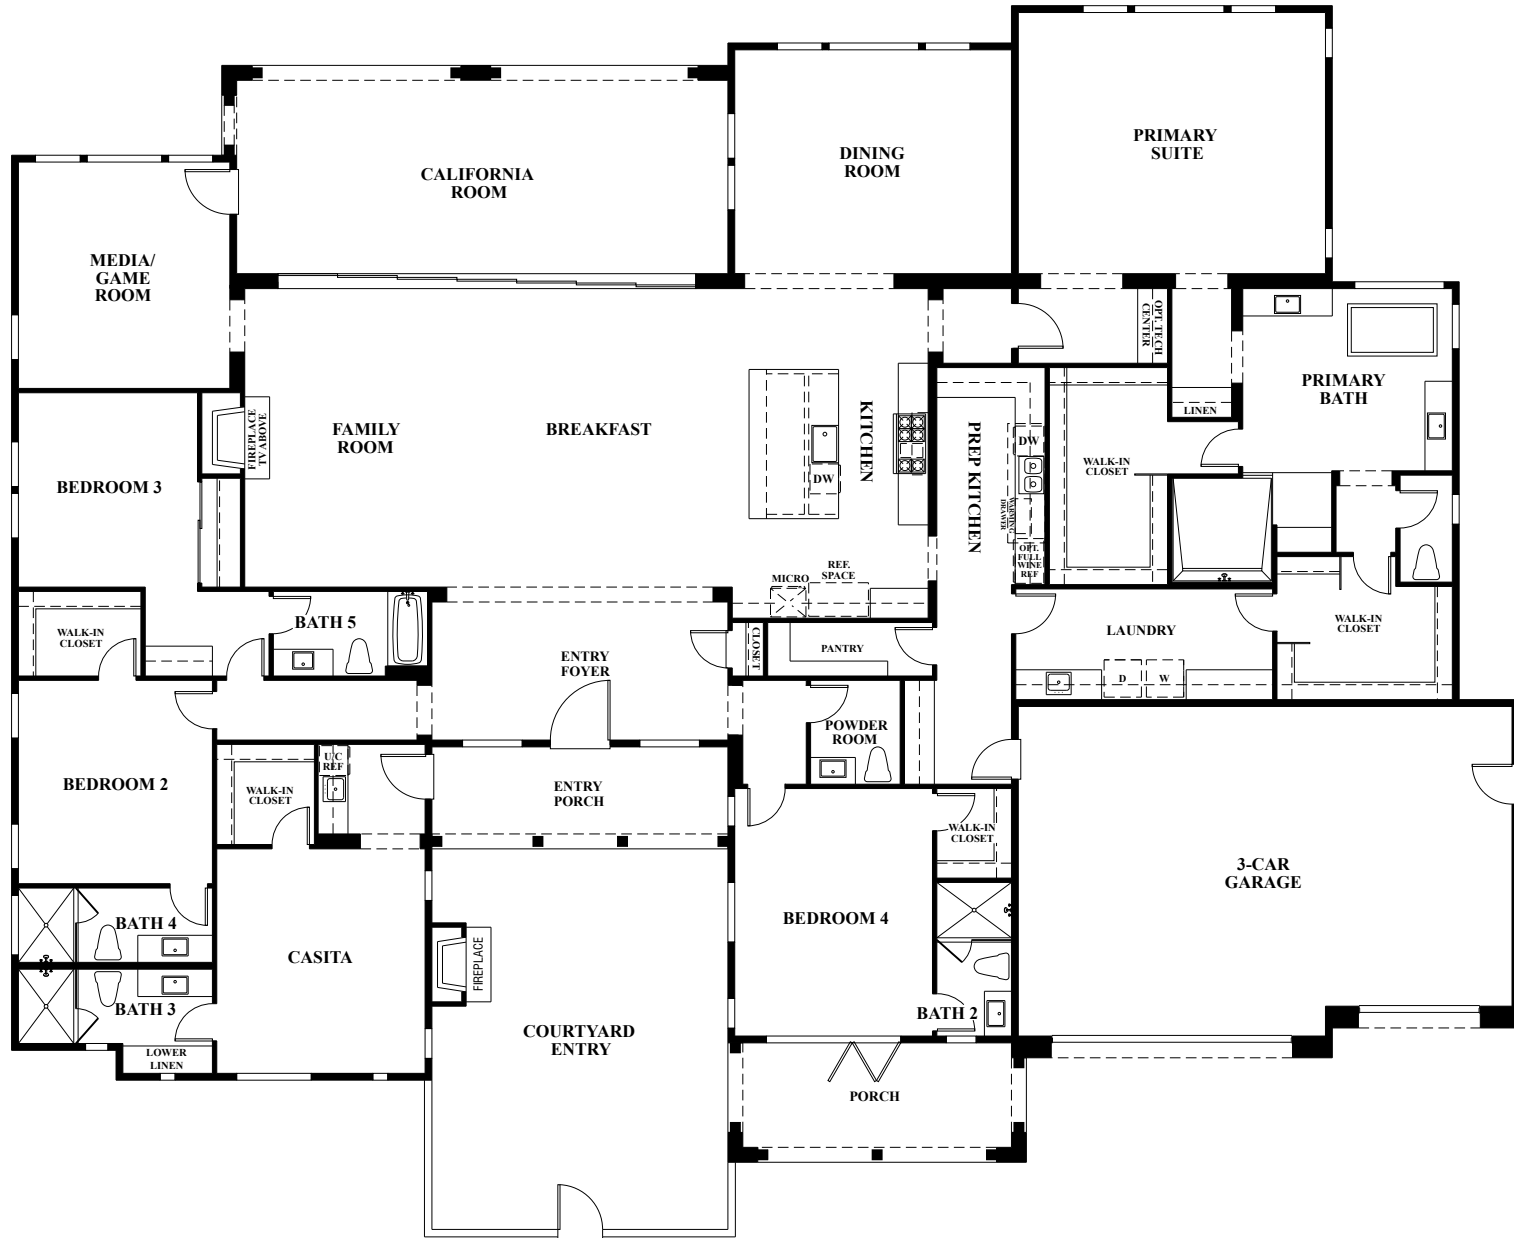 PRIMARY
SUITE
DINING
ROOM
CALIFORNIA
ROOM
MEDIA/
GAME
ROOM
OPT. TECH
CENTER
PRIMARY
BATH
LINEN
FIREPLACE
TV ABOVE
FAMILY
ROOM
BREAKFAST
KITCHEN
DW
PREP KITCHEN
DW
WARMING
DRAWER
OPT.
FULL
WINE
REF
WALK-IN
CLOSET
BEDROOM 3
MICRO
REF.
SPACE
WALK-IN
CLOSET
BATH 5
ENTRY
FOYER
CLOSET
PANTRY
LAUNDRY
D
W
WALK-IN
CLOSET
POWDER
ROOM
BEDROOM 2
WALK-IN
CLOSET
U/C
REF
ENTRY
PORCH
WALK-IN
CLOSET
3-CAR
GARAGE
BATH 4
CASITA
FIREPLACE
BEDROOM 4
BATH 3
BATH 2
LOWER
LINEN
COURTYARD
ENTRY
PORCH